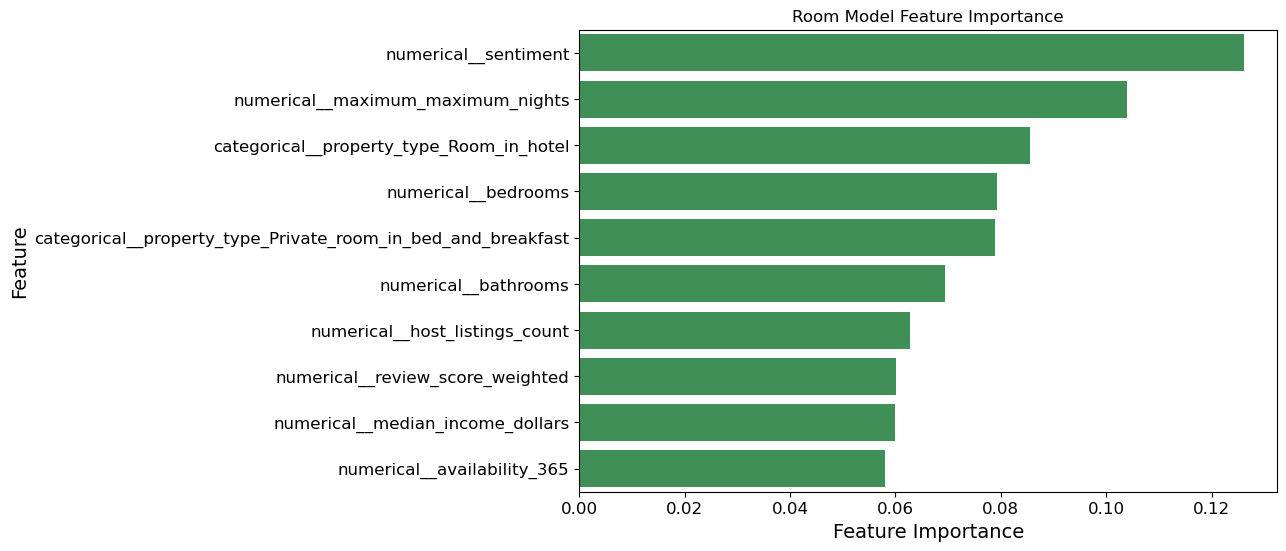 Room Model Feature Importance
Feature
numerical__sentiment
numerical__maximum_maximum_nights
categorical__property_type_Room_in_hotel
numerical__bedrooms
categorical__property_type_Private_room_in_bed_and_breakfast
numerical__bathrooms
numerical__host_listings_count
numerical__review_score_weighted
numerical__median_income_dollars
numerical__availability_365
0.00 0.02 0.04 0.06 0.08 0.10 0.12
Feature Importance